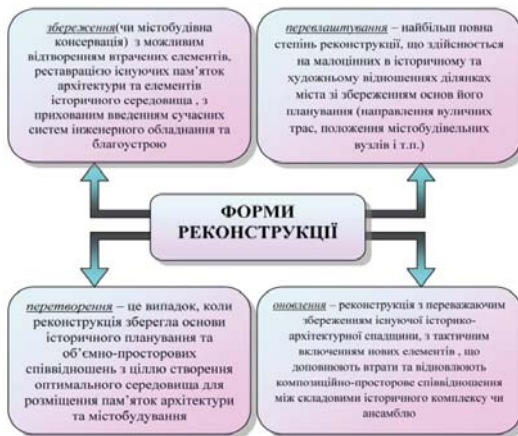 збереження(чи містобудівна
консервація) з можливим
відтворенням втрачених елементів,
реставрацією існуючих пам’яток
архітектури та елементів
історичного середовища , з
прихованим введенням сучасних
систем інженерного обладнання та
благоустрою
перевлаштування – найбільш повна
степінь реконструкції, що здійснюється
на малоцінних в історичному та
художньому відношеннях ділянках
міста зі збереженням основ його
планування (направлення вуличних
трас, положення містобудівельних
вузлів і т.п.)
ФОРМИ
РЕКОНСТРУКЦІЇ
перетворення – це випадок, коли
реконструкція зберегла основи
історичного планування та
об’ємно-просторових
співвідношень з ціллю створення
оптимального середовища для
розміщення пам’яток архітектури
та містобудування
оновлення – реконструкція з переважаючим
збереженням існуючої історико-
архітектурної спадщини, з тактичним
включенням нових елементів , що
доповнюють втрати та відновлюють
композиційно-просторове співвідношення
між складовими історичного комплексу чи
ансамблю